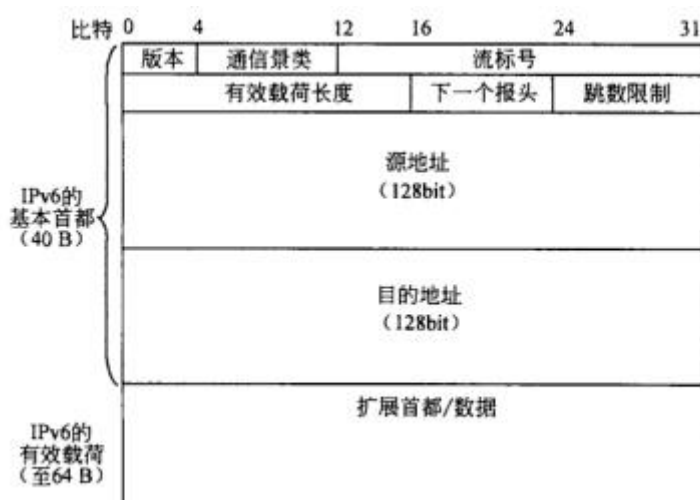 比特 0 4 12 16 24 31
版本 通信景类 流标号
有效载荷长度 下一个报头 跳数限制
源地址
(128bit)
IPv6的
基本首都
(40 B)
目的地址
(128bit)
扩展首都/数据
IPv6的
有效载荷
(至64 B)